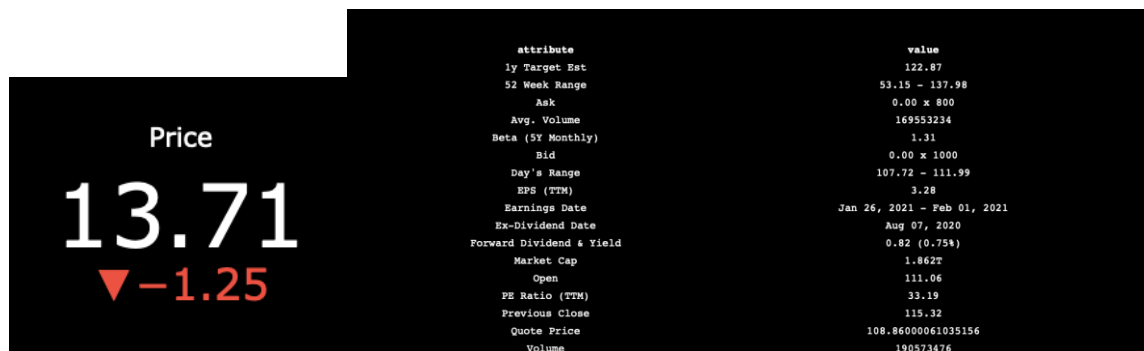 Price
13.71
▼−1.25
attribute value
1y Target Est 122.87
52 Week Range 53.15 - 137.98
Ask 0.00 x 800
Avg. Volume 169553234
Beta (5Y Monthly) 1.31
Bid 0.00 x 1000
Day's Range 107.72 - 111.99
EPS (TTM) 3.28
Earnings Date Jan 26, 2021 - Feb 01, 2021
Ex-Dividend Date Aug 07, 2020
Forward Dividend & Yield 0.82 (0.75%)
Market Cap 1.862T
Open 111.06
PE Ratio (TTM) 33.19
Previous Close 115.32
Quote Price 108.86000061035156
Volume 190573476